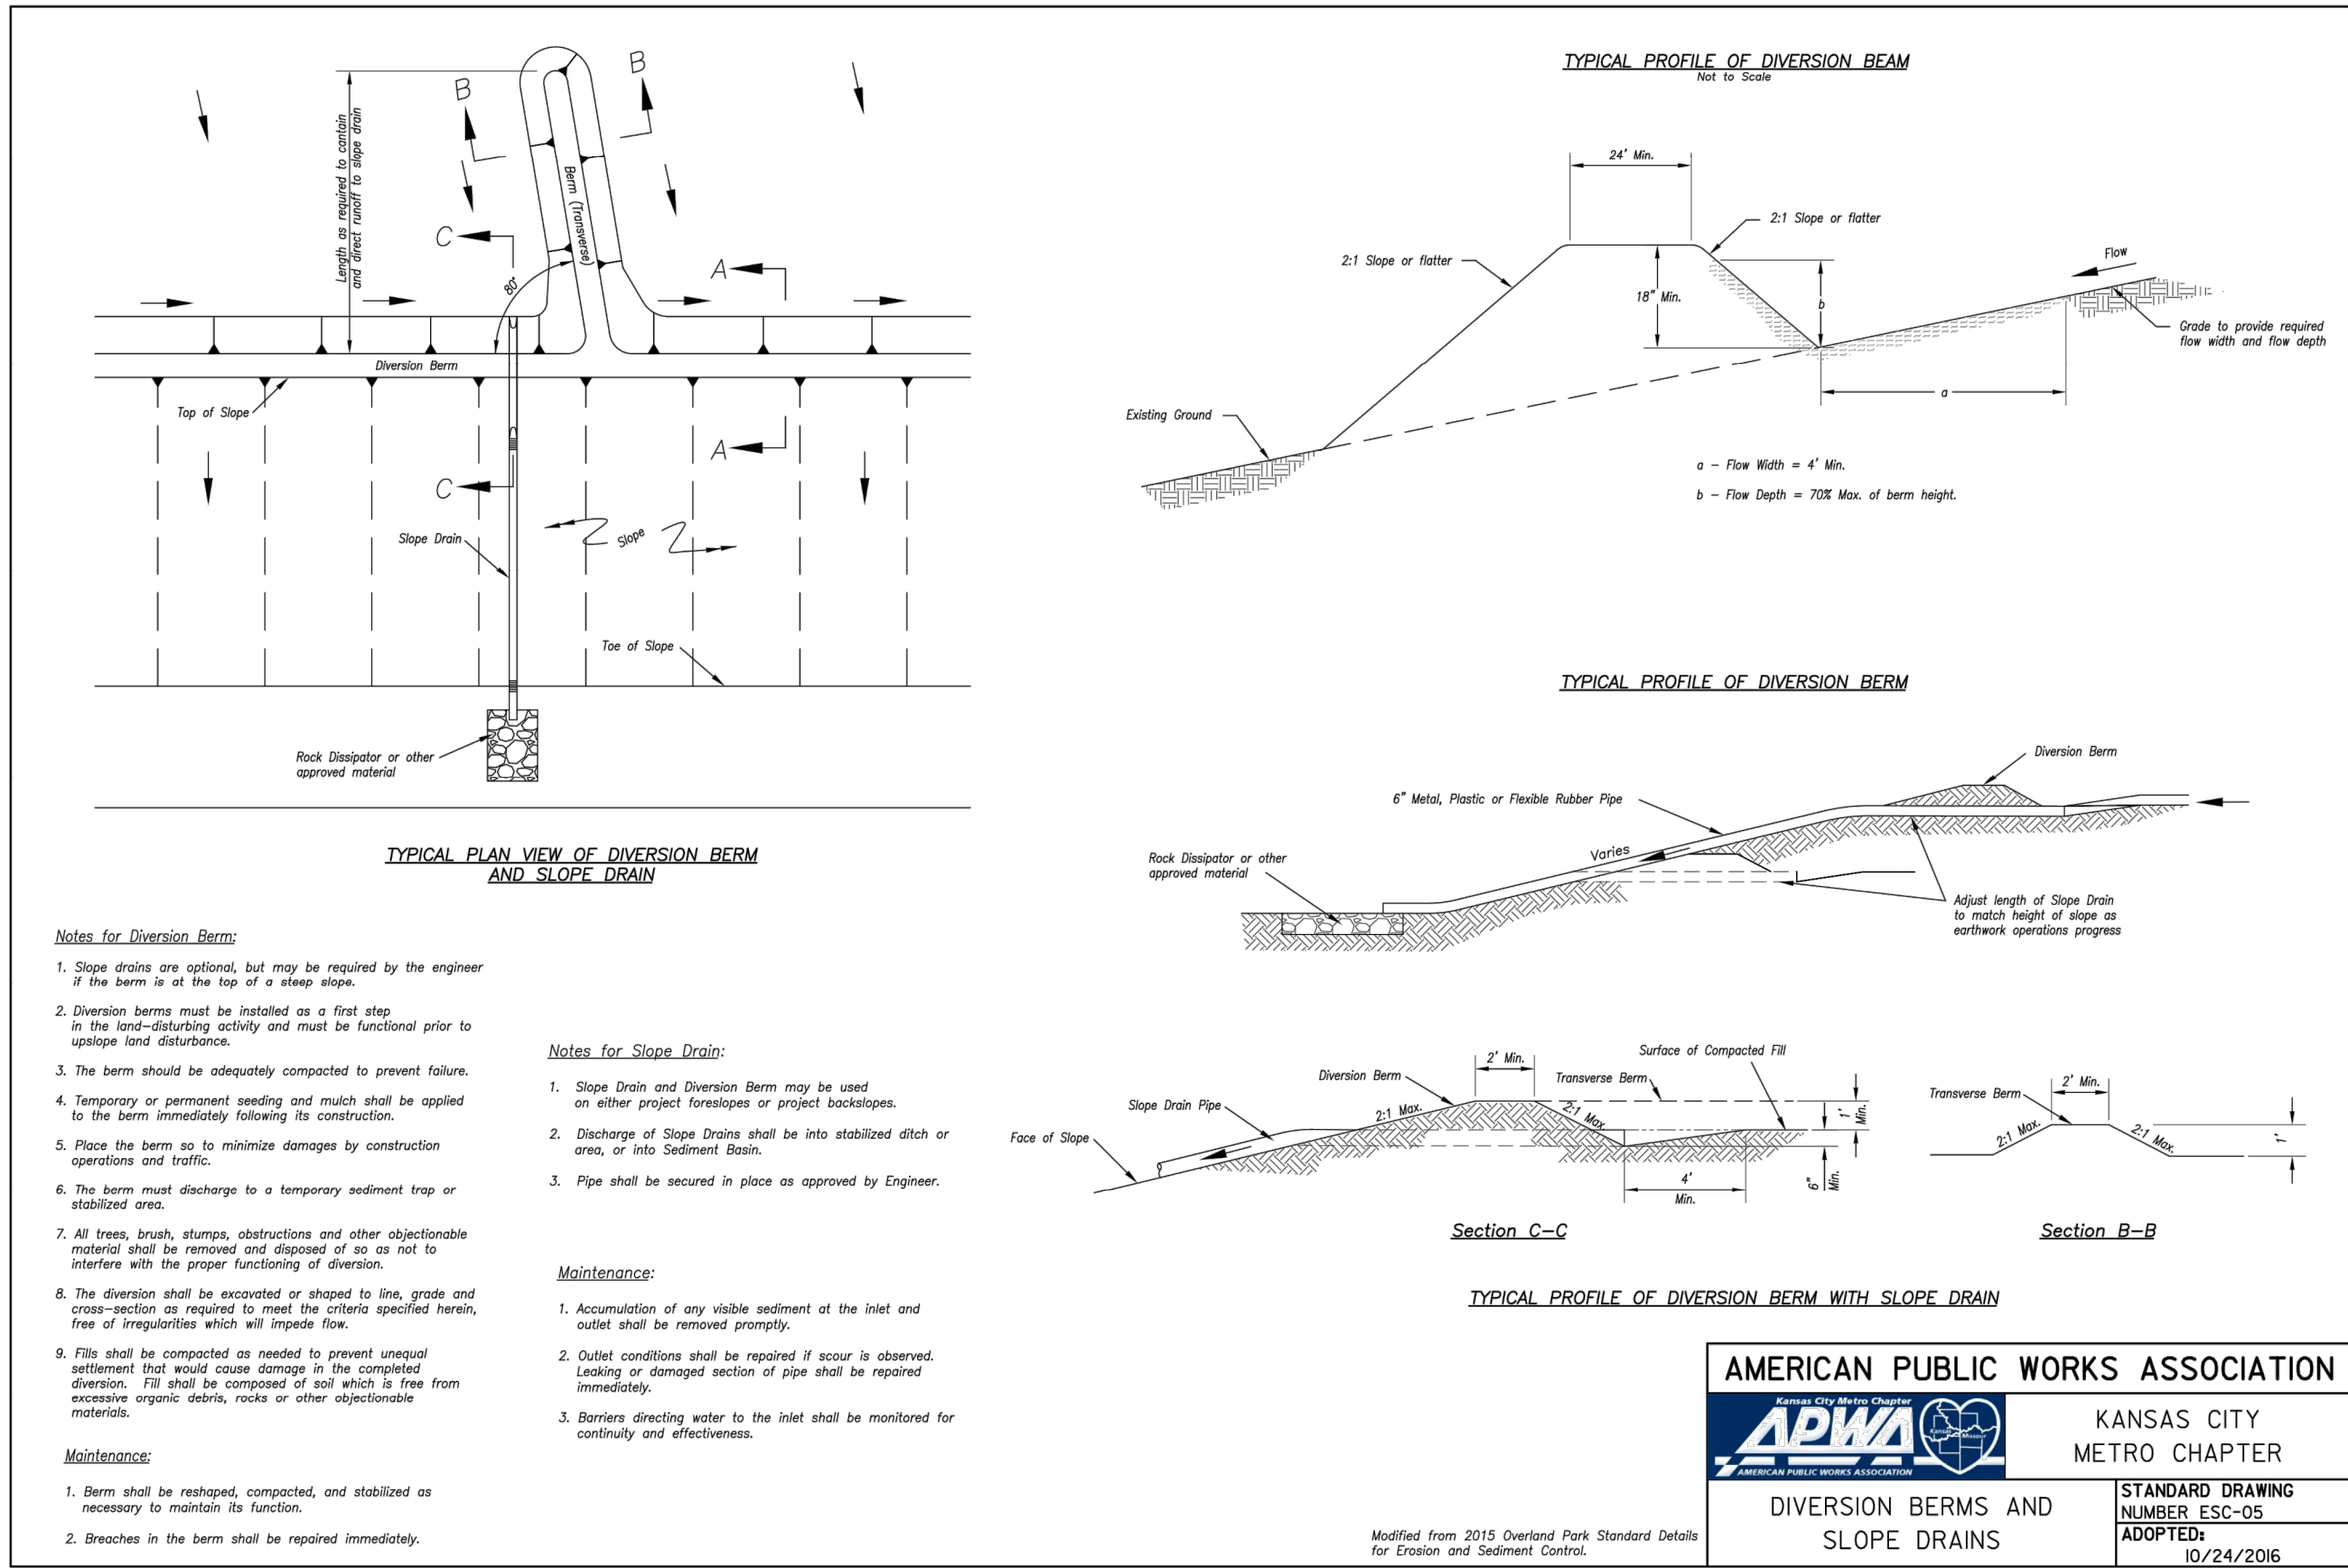 B
B
Length as required to cantain
and direct runoff to slope drain
Berm (Transverse)
C
80°
A
Diversion Berm
Top of Slope
A
C
Slope Drain
Slope
Toe of Slope
Rock Dissipator or other
approved material
TYPICAL PLAN VIEW OF DIVERSION BERM
AND SLOPE DRAIN
TYPICAL PROFILE OF DIVERSION BEAM
Not to Scale
24' Min.
2:1 Slope or flatter
2:1 Slope or flatter
Flow
18" Min.
b
Grade to provide required
flow width and flow depth
a
Existing Ground
a - Flow Width = 4' Min.
b - Flow Depth = 70% Max. of berm height.
TYPICAL PROFILE OF DIVERSION BERM
Diversion Berm
6" Metal, Plastic or Flexible Rubber Pipe
Varies
Rock Dissipator or other
approved material
Adjust length of Slope Drain
to match height of slope as
earthwork operations progress
2' Min.
Surface of Compacted Fill
Diversion Berm
Transverse Berm
Slope Drain Pipe
2:1 Max.
2:1 Max.
1'
Min.
Face of Slope
4'
Min.
6"
Min.
Section C-C
2' Min.
Transverse Berm
2:1 Max.
2:1 Max.
1'
Section B-B
TYPICAL PROFILE OF DIVERSION BERM WITH SLOPE DRAIN
Notes for Diversion Berm:
1. Slope drains are optional, but may be required by the engineer
if the berm is at the top of a steep slope.
2. Diversion berms must be installed as a first step
in the land-disturbing activity and must be functional prior to
upslope land disturbance.
3. The berm should be adequately compacted to prevent failure.
4. Temporary or permanent seeding and mulch shall be applied
to the berm immediately following its construction.
5. Place the berm so to minimize damages by construction
operations and traffic.
6. The berm must discharge to a temporary sediment trap or
stabilized area.
7. All trees, brush, stumps, obstructions and other objectionable
material shall be removed and disposed of so as not to
interfere with the proper functioning of diversion.
8. The diversion shall be excavated or shaped to line, grade and
cross-section as required to meet the criteria specified herein,
free of irregularities which will impede flow.
9. Fills shall be compacted as needed to prevent unequal
settlement that would cause damage in the completed
diversion. Fill shall be composed of soil which is free from
excessive organic debris, rocks or other objectionable
materials.
Maintenance:
1. Berm shall be reshaped, compacted, and stabilized as
necessary to maintain its function.
2. Breaches in the berm shall be repaired immediately.
Notes for Slope Drain:
1. Slope Drain and Diversion Berm may be used
on either project foreslopes or project backslopes.
2. Discharge of Slope Drains shall be into stabilized ditch or
area, or into Sediment Basin.
3. Pipe shall be secured in place as approved by Engineer.
Maintenance:
1. Accumulation of any visible sediment at the inlet and
outlet shall be removed promptly.
2. Outlet conditions shall be repaired if scour is observed.
Leaking or damaged section of pipe shall be repaired
immediately.
3. Barriers directing water to the inlet shall be monitored for
continuity and effectiveness.
Modified from 2015 Overland Park Standard Details
for Erosion and Sediment Control.
AMERICAN PUBLIC WORKS ASSOCIATION
Kansas City Metro Chapter
APWA
Kansas
Missouri
AMERICAN PUBLIC WORKS ASSOCIATION
KANSAS CITY
METRO CHAPTER
DIVERSION BERMS AND
SLOPE DRAINS
STANDARD DRAWING
NUMBER ESC-05
ADOPTED:
10/24/2016